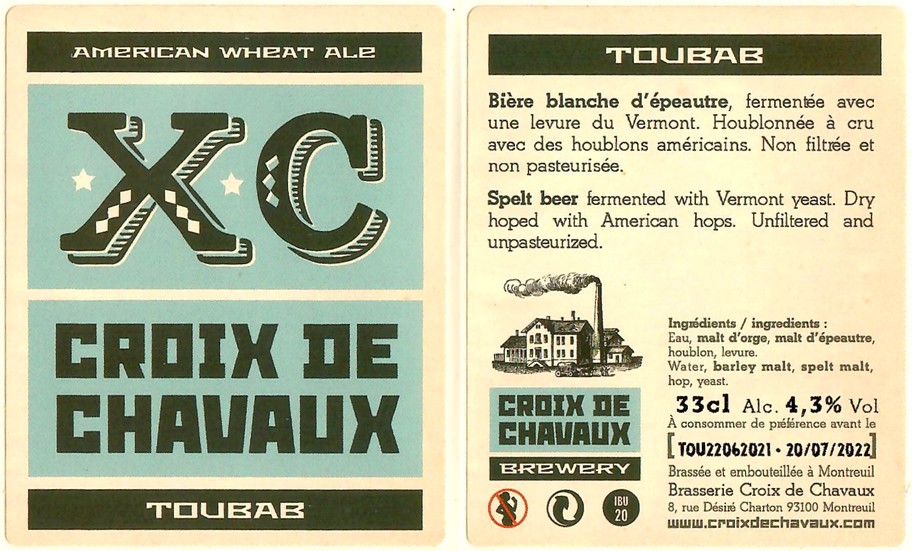 AMERICAN WHEAT ALE
XC
CROIX DE
CHAVAUX
TOUBAB
TOUBAB
Bière blanche d'épeautre, fermentée avec
une levure du Vermont. Houblonnée à cru
avec des houblons américains. Non filtrée et
non pasteurisée.
Spelt beer fermented with Vermont yeast. Dry
hoped with American hops. Unfiltered and
unpasteurized.
Ingrédients / ingredients :
Eau, malt d'orge, malt d'épeautre,
houblon, levure.
Water, barley malt, spelt malt,
hop, yeast.
33cl Alc. 4,3% Vol
À consommer de préférence avant le
[TOU22062021 • 20/07/2022]
Brassée et embouteillée à Montreuil
Brasserie Croix de Chavaux
8, rue Désiré Charton 93100 Montreuil
www.croixdechavaux.com
CROIX DE
CHAVAUX
BREWERY
IBU
20